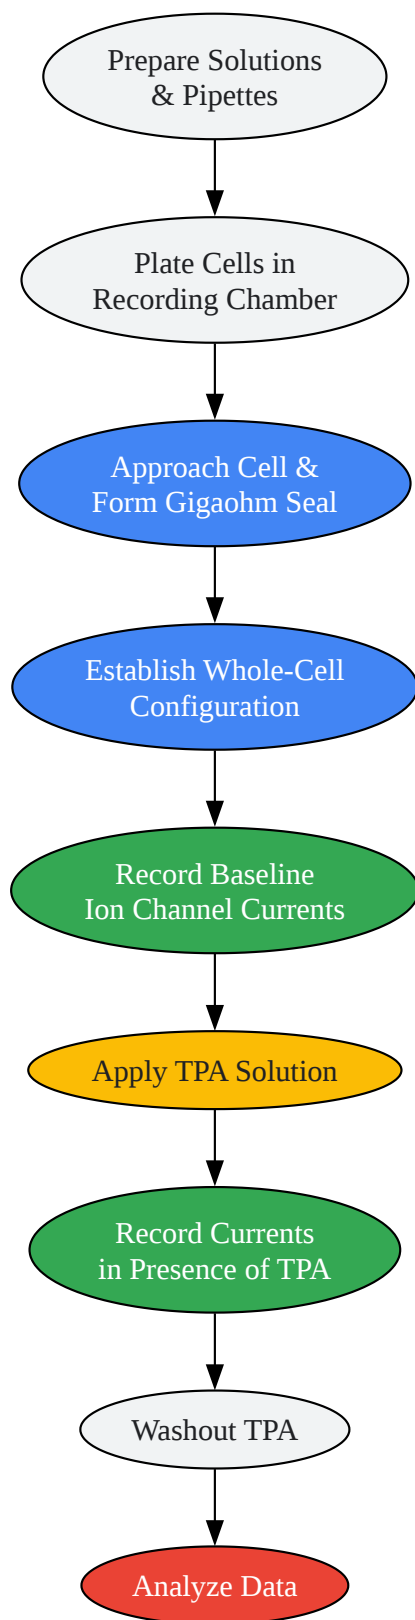 Prepare Solutions
& Pipettes
Plate Cells in
Recording Chamber
Approach Cell &
Form Gigaohm Seal
Establish Whole-Cell
Configuration
Record Baseline
Ion Channel Currents
Apply TPA Solution
Record Currents
in Presence of TPA
Washout TPA
Analyze Data